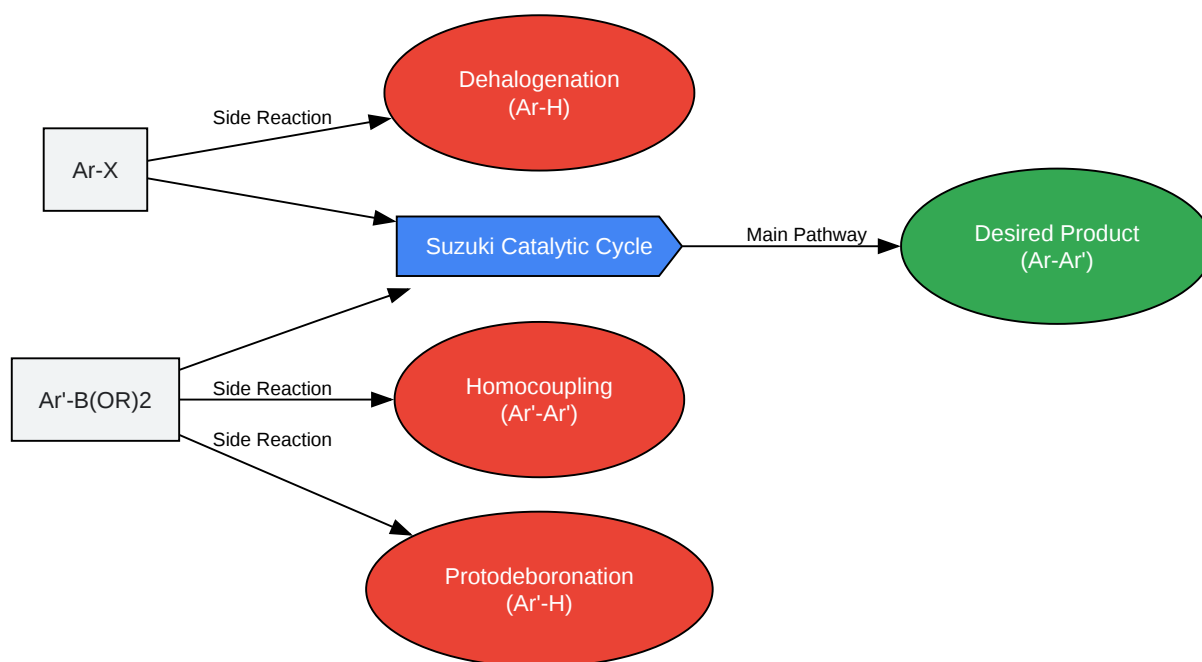 Dehalogenation
(Ar-H)
Side Reaction
Ar-X
Suzuki Catalytic Cycle
Main Pathway
Desired Product
(Ar-Ar')
Ar'-B(OR)2
Side Reaction
Homocoupling
(Ar'-Ar')
Side Reaction
Protodeboronation
(Ar'-H)